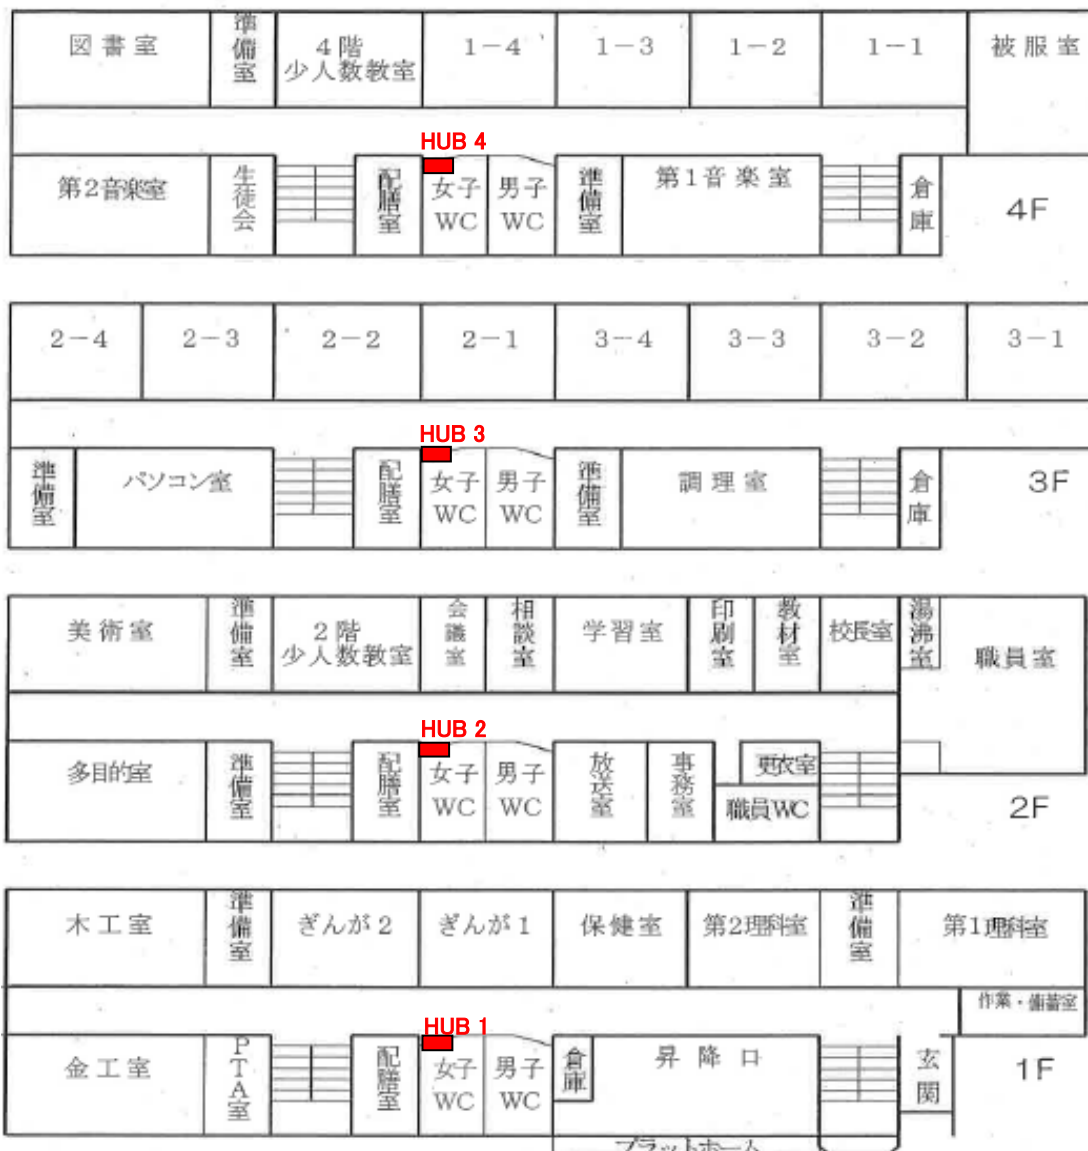 図書室
準備室
4階
少人数教室
1－4
1－3
1－2
1－1
被服室
HUB 4
第2音楽室
生徒会
配膳室
女子
WC
男子
WC
準備室
第1音楽室
倉庫
4F
2－4
2－3
2－2
2－1
3－4
3－3
3－2
3－1
HUB 3
準備室
パソコン室
配膳室
女子
WC
男子
WC
準備室
調理室
倉庫
3F
美術室
準備室
2階
少人数教室
会議室
相談室
学習室
印刷室
教材室
校長室
湯沸室
職員室
HUB 2
多目的室
準備室
配膳室
女子
WC
男子
WC
放送室
事務室
更衣室
職員WC
2F
木工室
準備室
ぎんが2
ぎんが1
保健室
第2理科室
準備室
第1理科室
作業・備蓄室
HUB 1
金工室
PTA室
配膳室
女子
WC
男子
WC
倉庫
昇降口
玄関
1F
プラットホーム